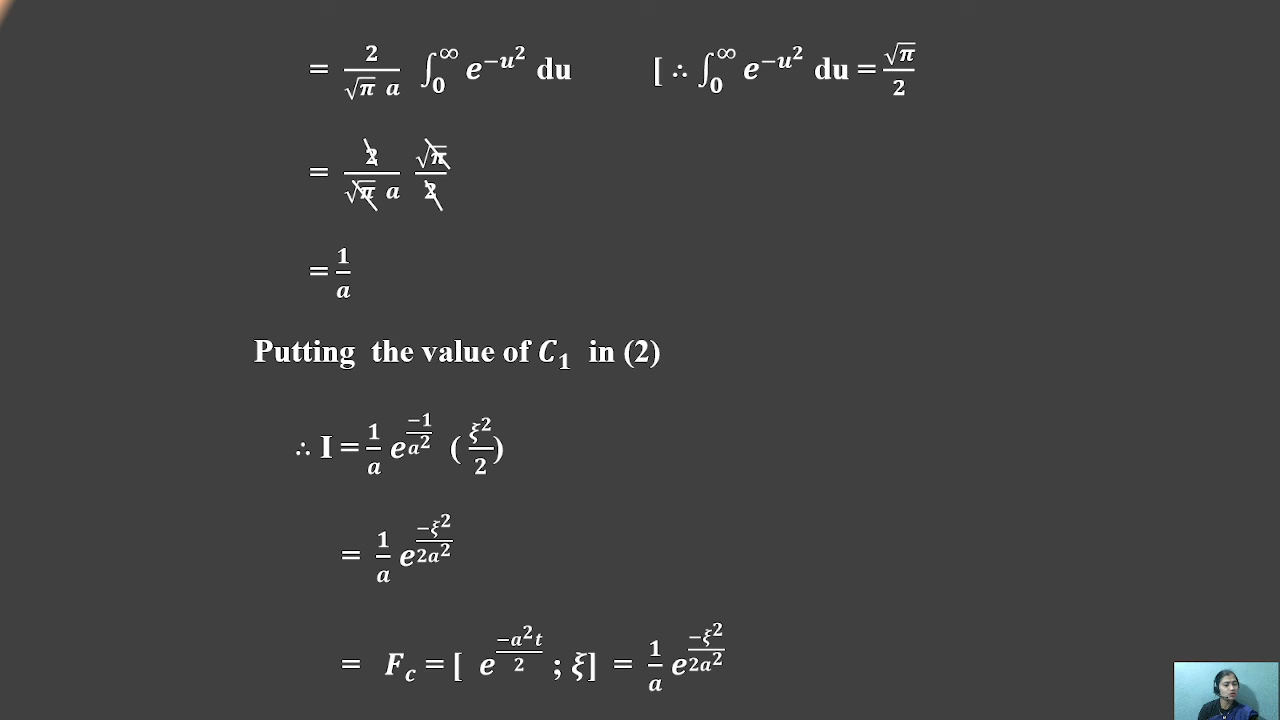 = 2/(√π a) ∫₀^∞ e^(−u²) du [ ∴ ∫₀^∞ e^(−u²) du = √π/2
= 2/(√π a) √π/2
= 1/a
Putting the value of C₁ in (2)
∴ I = 1/a e^(−1/a²) ( ξ²/2 )
= 1/a e^(−ξ²/2a²)
= F_c = [ e^(−a²t/2) ; ξ] = 1/a e^(−ξ²/2a²)